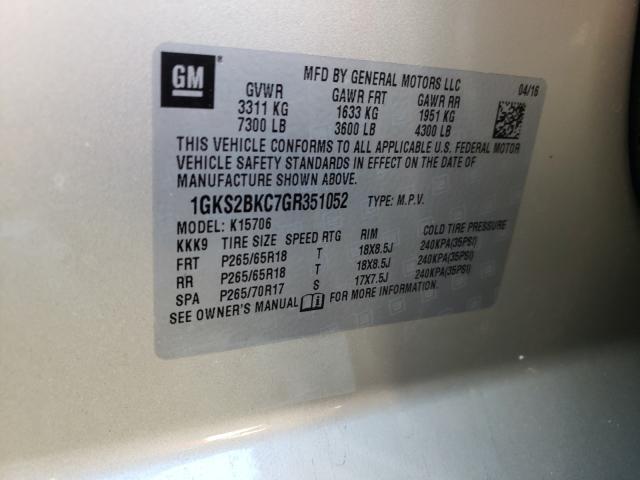 GM
®
MFD BY GENERAL MOTORS LLC
04/16
GVWR GAWR FRT GAWR RR
3311 KG 1633 KG 1951 KG
7300 LB 3600 LB 4300 LB
THIS VEHICLE CONFORMS TO ALL APPLICABLE U.S. FEDERAL MOTOR
VEHICLE SAFETY STANDARDS IN EFFECT ON THE DATE OF
MANUFACTURE SHOWN ABOVE.
1GKS2BKC7GR351052 TYPE: M.P.V.
MODEL: K15706
KKK9 TIRE SIZE SPEED RTG RIM COLD TIRE PRESSURE
FRT P265/65R18 T 18X8.5J 240KPA(35PSI)
RR P265/65R18 T 18X8.5J 240KPA(35PSI)
SPA P265/70R17 S 17X7.5J 240KPA(35PSI)
SEE OWNER'S MANUAL FOR MORE INFORMATION.